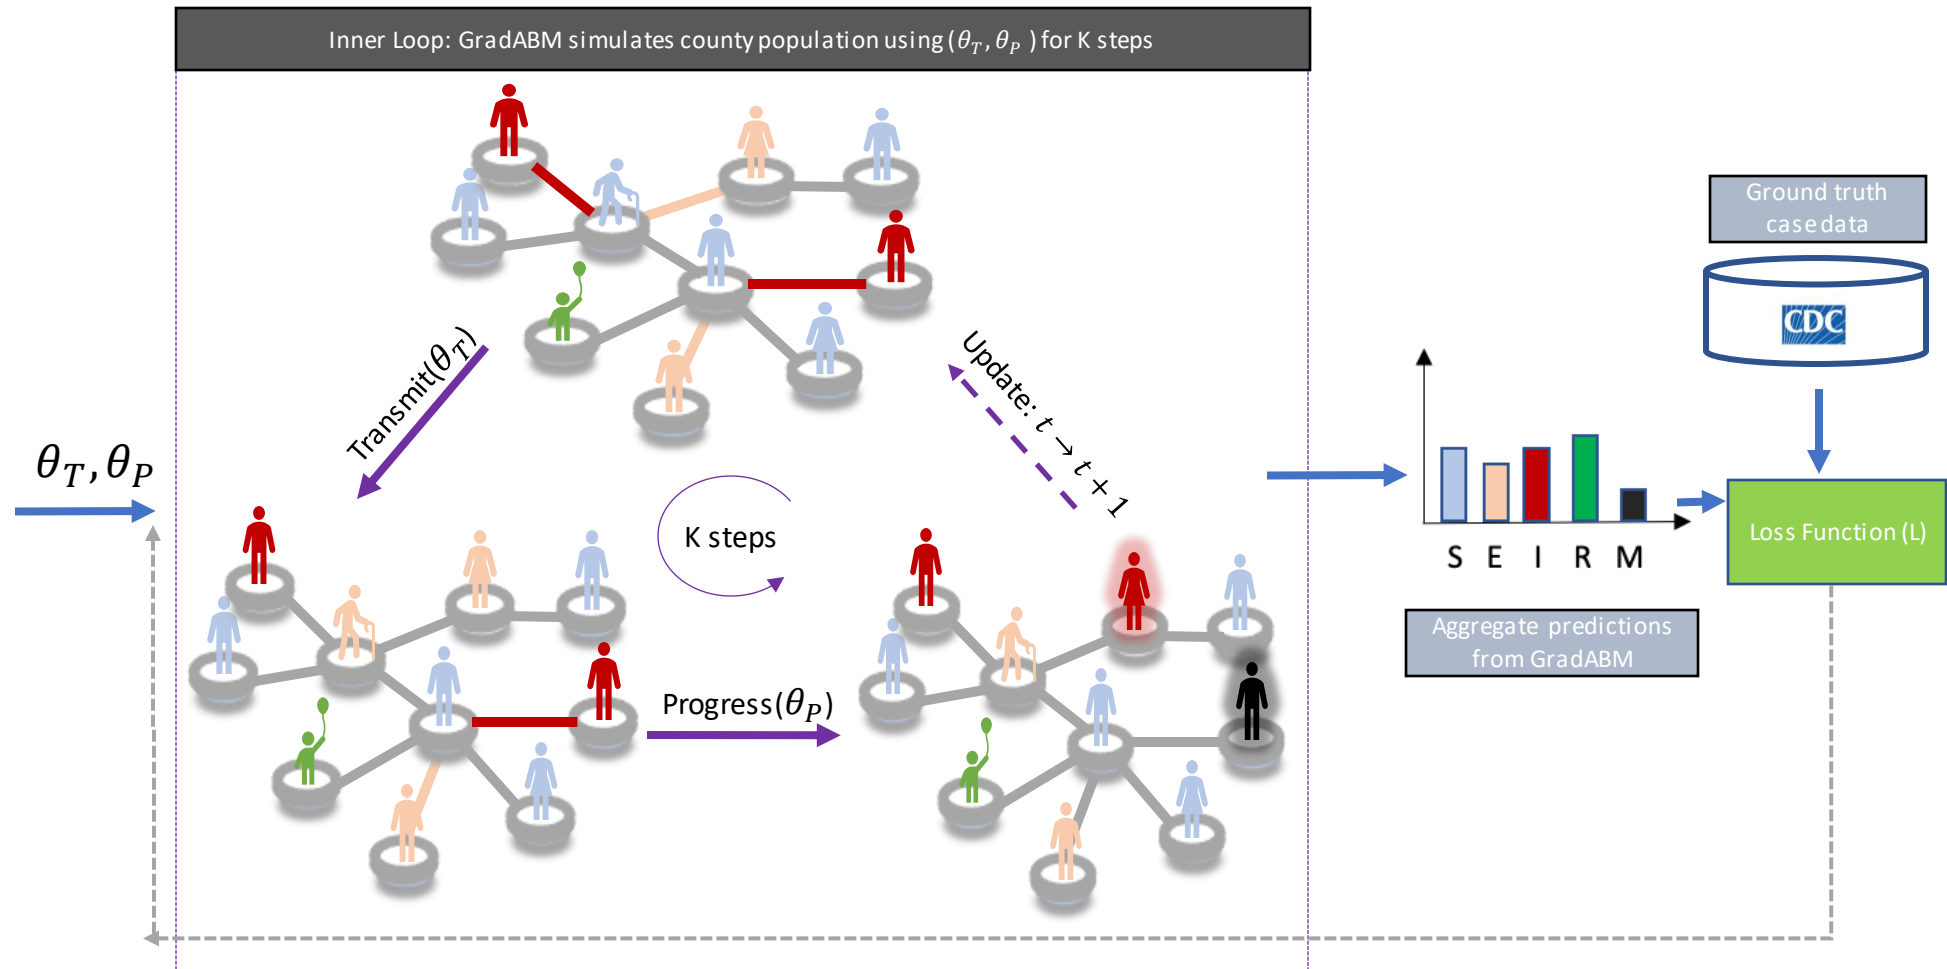 Inner Loop: GradABM simulates county population using (θ_T, θ_P ) for K steps
Transmit(θ_T)
Update: t → t + 1
θ_T, θ_P
K steps
Progress(θ_P)
S E I R M
Aggregate predictions
from GradABM
Ground truth
case data
CDC
Loss Function (L)